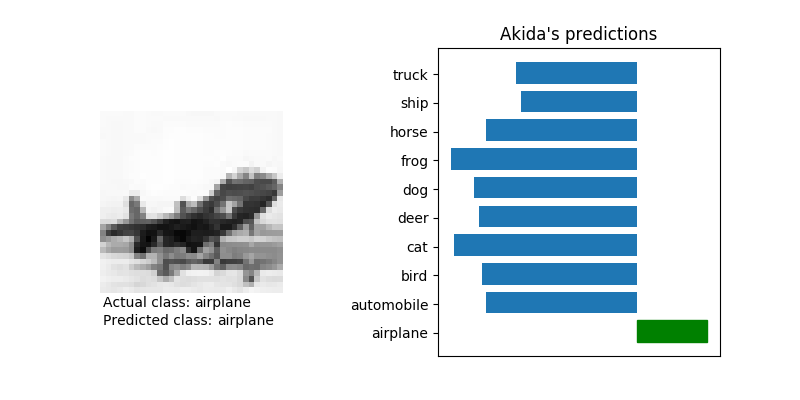 Akida's predictions
truck
ship
horse
frog
dog
deer
cat
bird
automobile
airplane
Actual class: airplane
Predicted class: airplane